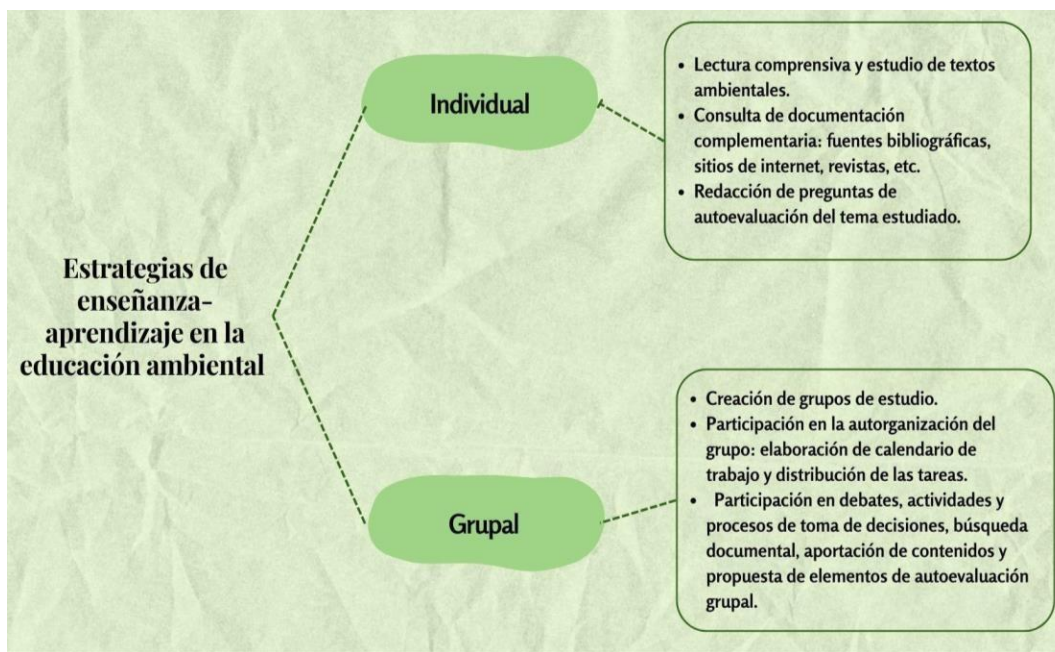 Estrategias de
enseñanza-
aprendizaje en la
educación ambiental
Individual
• Lectura comprensiva y estudio de textos
ambientales.
• Consulta de documentación
complementaria: fuentes bibliográficas,
sitios de internet, revistas, etc.
• Redacción de preguntas de
autoevaluación del tema estudiado.
Grupal
• Creación de grupos de estudio.
• Participación en la autorganización del
grupo: elaboración de calendario de
trabajo y distribución de las tareas.
• Participación en debates, actividades y
procesos de toma de decisiones, búsqueda
documental, aportación de contenidos y
propuesta de elementos de autoevaluación
grupal.